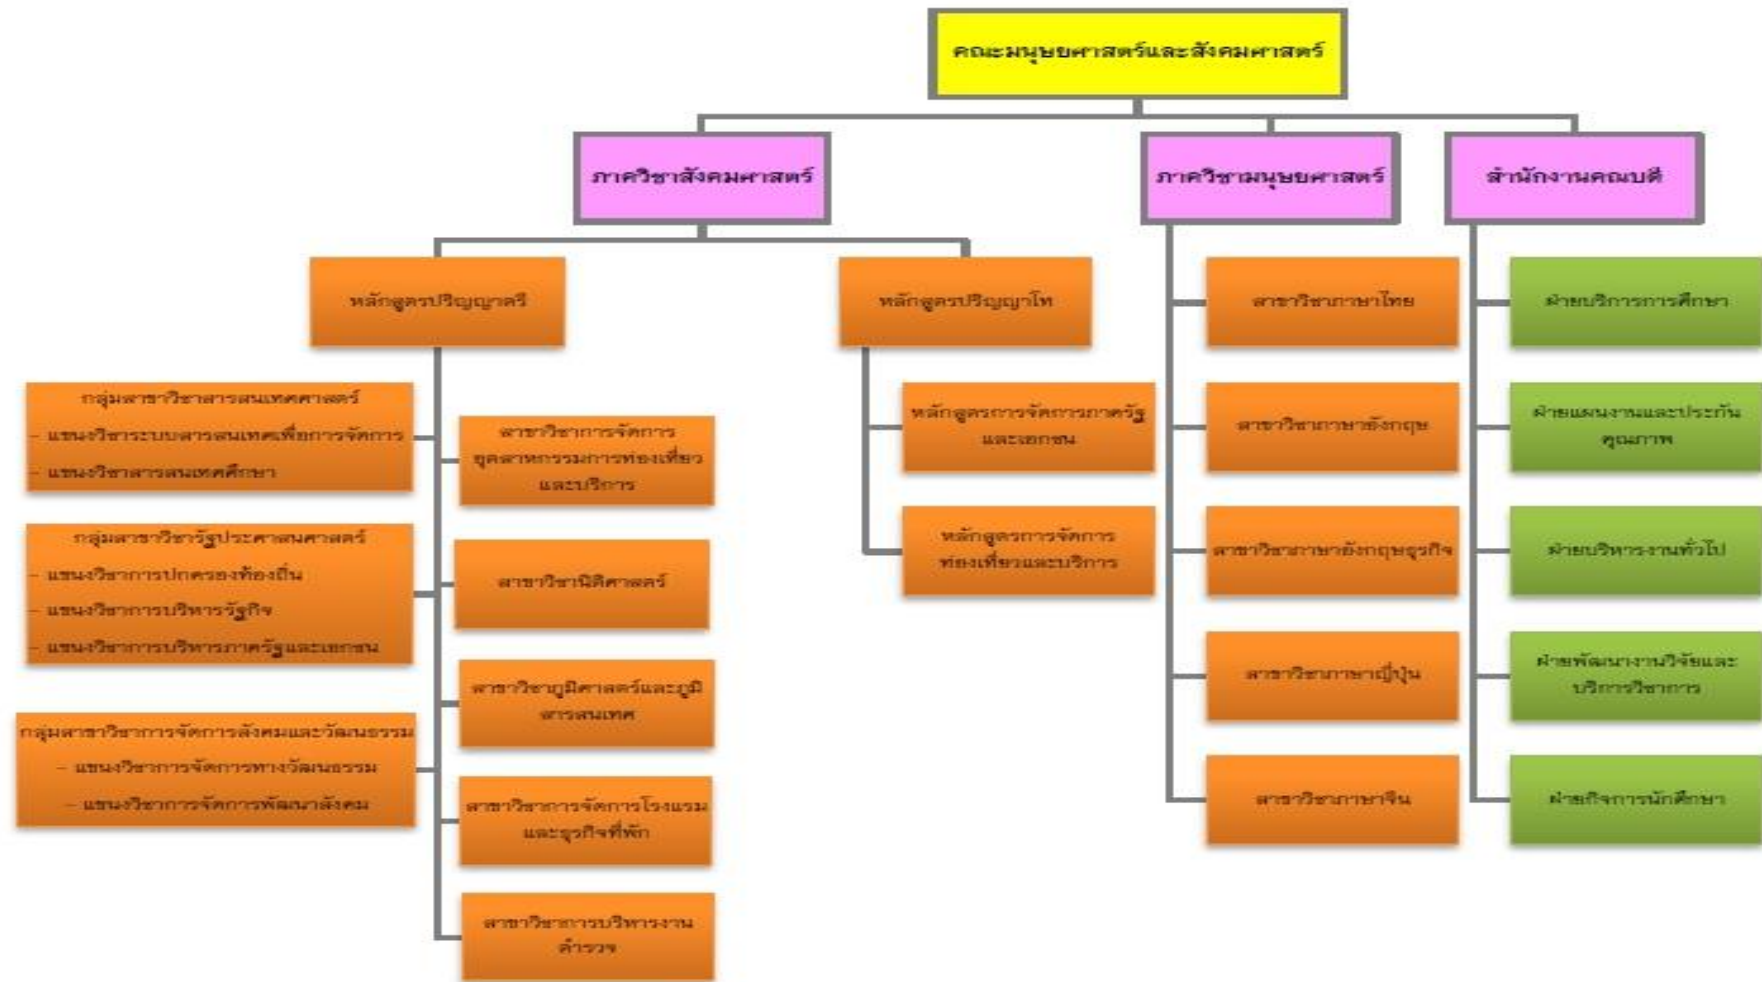 คณะมนุษยศาสตร์และสังคมศาสตร์
ภาควิชาสังคมศาสตร์
ภาควิชามนุษยศาสตร์
สำนักงานคณบดี
หลักสูตรปริญญาตรี
หลักสูตรปริญญาโท
สาขาวิชาภาษาไทย
ฝ่ายบริการการศึกษา
กลุ่มสาขาวิชาสารสนเทศศาสตร์
– แขนงวิชาระบบสารสนเทศเพื่อการจัดการ
– แขนงวิชาสารสนเทศศึกษา
สาขาวิชาการจัดการ
อุตสาหกรรมการท่องเที่ยว
และบริการ
หลักสูตรการจัดการภาครัฐ
และเอกชน
สาขาวิชาภาษาอังกฤษ
ฝ่ายแผนงานและประกัน
คุณภาพ
กลุ่มสาขาวิชารัฐประศาสนศาสตร์
– แขนงวิชาการปกครองท้องถิ่น
– แขนงวิชาการบริหารรัฐกิจ
– แขนงวิชาการบริหารภาครัฐและเอกชน
สาขาวิชานิติศาสตร์
หลักสูตรการจัดการ
ท่องเที่ยวและบริการ
สาขาวิชาภาษาอังกฤษธุรกิจ
ฝ่ายบริหารงานทั่วไป
กลุ่มสาขาวิชาการจัดการสังคมและวัฒนธรรม
– แขนงวิชาการจัดการทางวัฒนธรรม
– แขนงวิชาการจัดการพัฒนาสังคม
สาขาวิชาภูมิศาสตร์และภูมิ
สารสนเทศ
สาขาวิชาภาษาญี่ปุ่น
ฝ่ายพัฒนางานวิจัยและ
บริการวิชาการ
สาขาวิชาการจัดการโรงแรม
และธุรกิจที่พัก
สาขาวิชาภาษาจีน
ฝ่ายกิจการนักศึกษา
สาขาวิชาการบริหารงาน
ตำรวจ